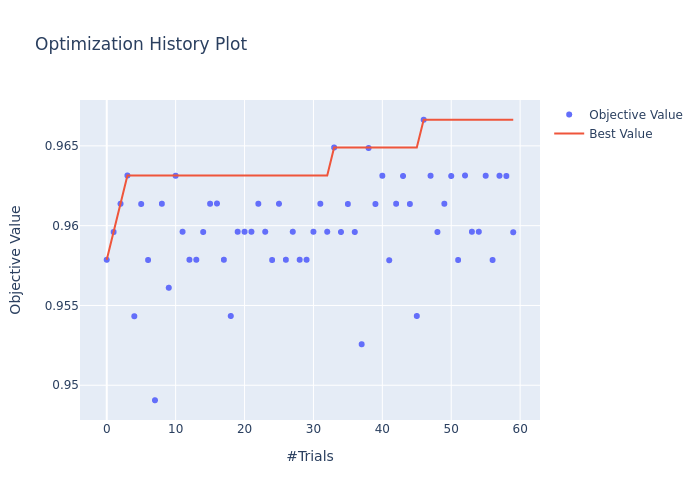 Optimization History Plot
Objective Value
Best Value
0.965
0.96
0.955
0.95
Objective Value
0 10 20 30 40 50 60
#Trials